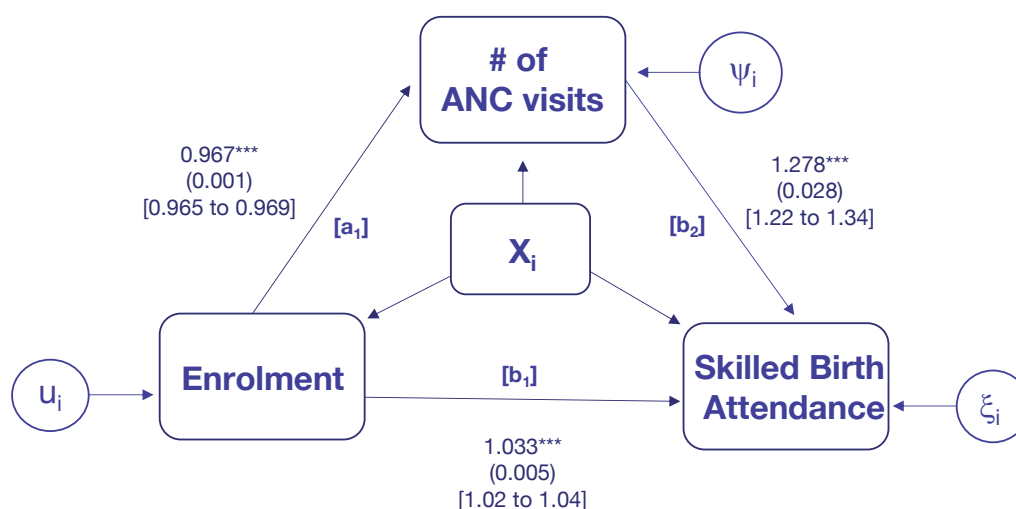 # of
ANC visits
ψi
0.967***
(0.001)
[0.965 to 0.969]
1.278***
(0.028)
[1.22 to 1.34]
[a1]
[b2]
Xi
Enrolment
[b1]
Skilled Birth
Attendance
ui
ξi
1.033***
(0.005)
[1.02 to 1.04]